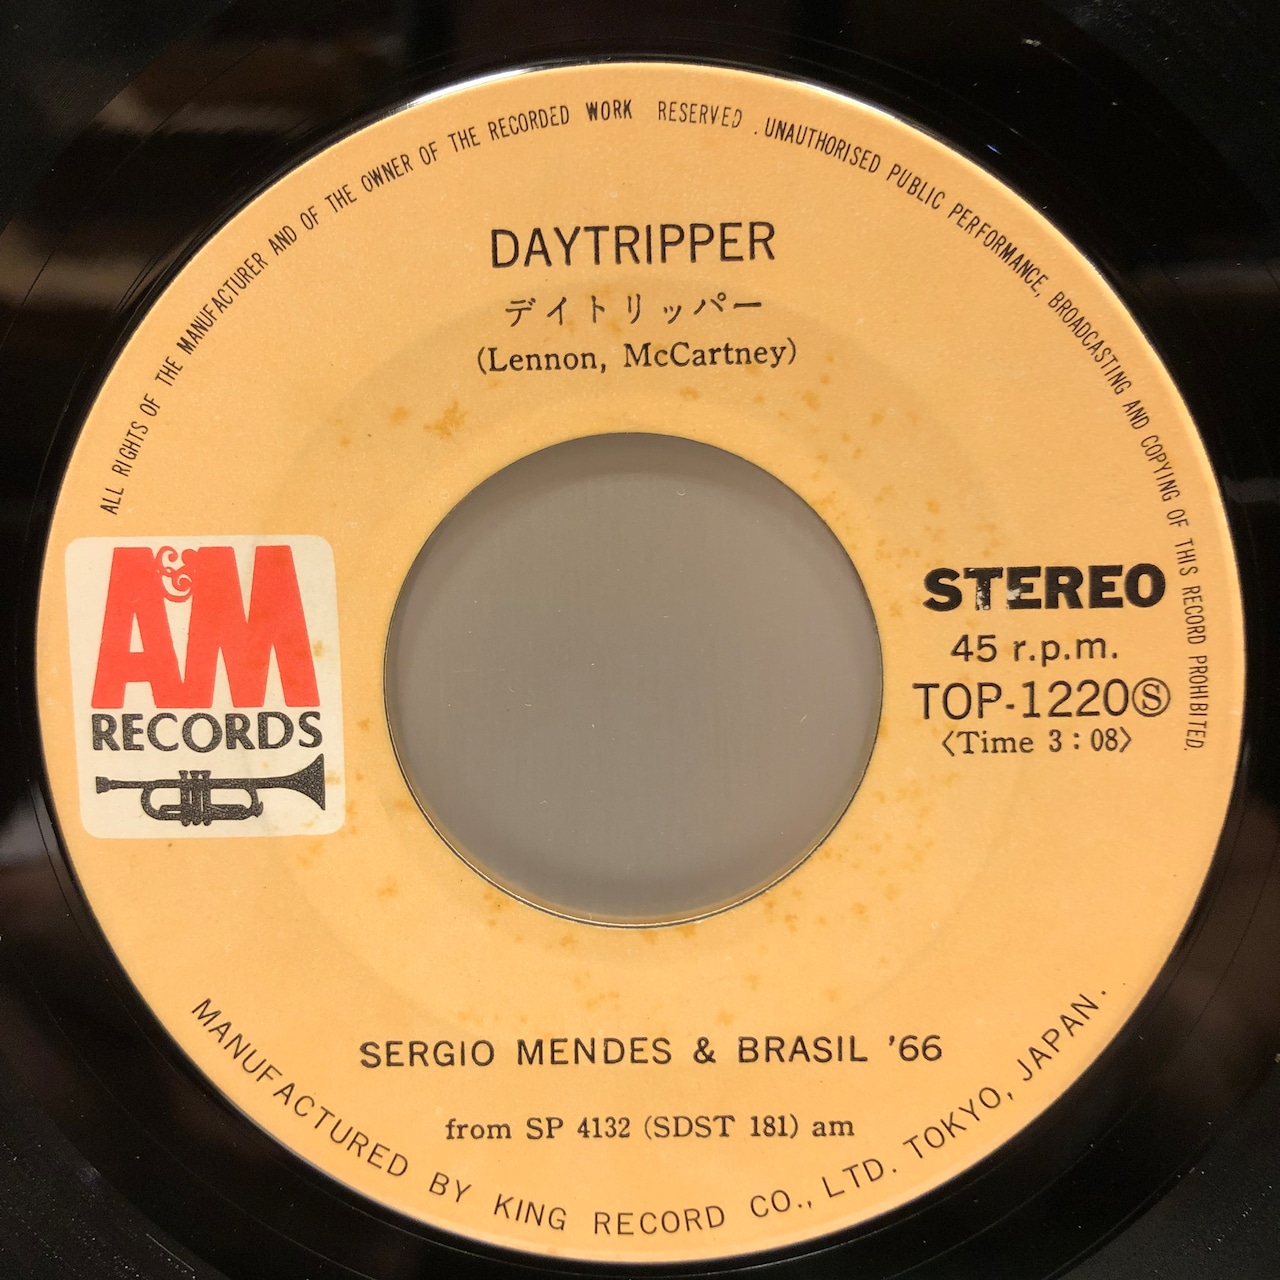 ALL RIGHTS OF THE MANUFACTURER AND OF THE OWNER OF THE RECORDED WORK RESERVED . UNAUTHORISED PUBLIC PERFORMANCE, BROADCASTING AND COPYING OF THIS RECORD PROHIBITED.
DAYTRIPPER
デイトリッパー
(Lennon, McCartney)
A&M
RECORDS
STEREO
45 r.p.m.
TOP-1220Ⓢ
〈Time 3:08〉
SERGIO MENDES & BRASIL '66
from SP 4132 (SDST 181) am
MANUFACTURED BY KING RECORD CO., LTD. TOKYO, JAPAN.